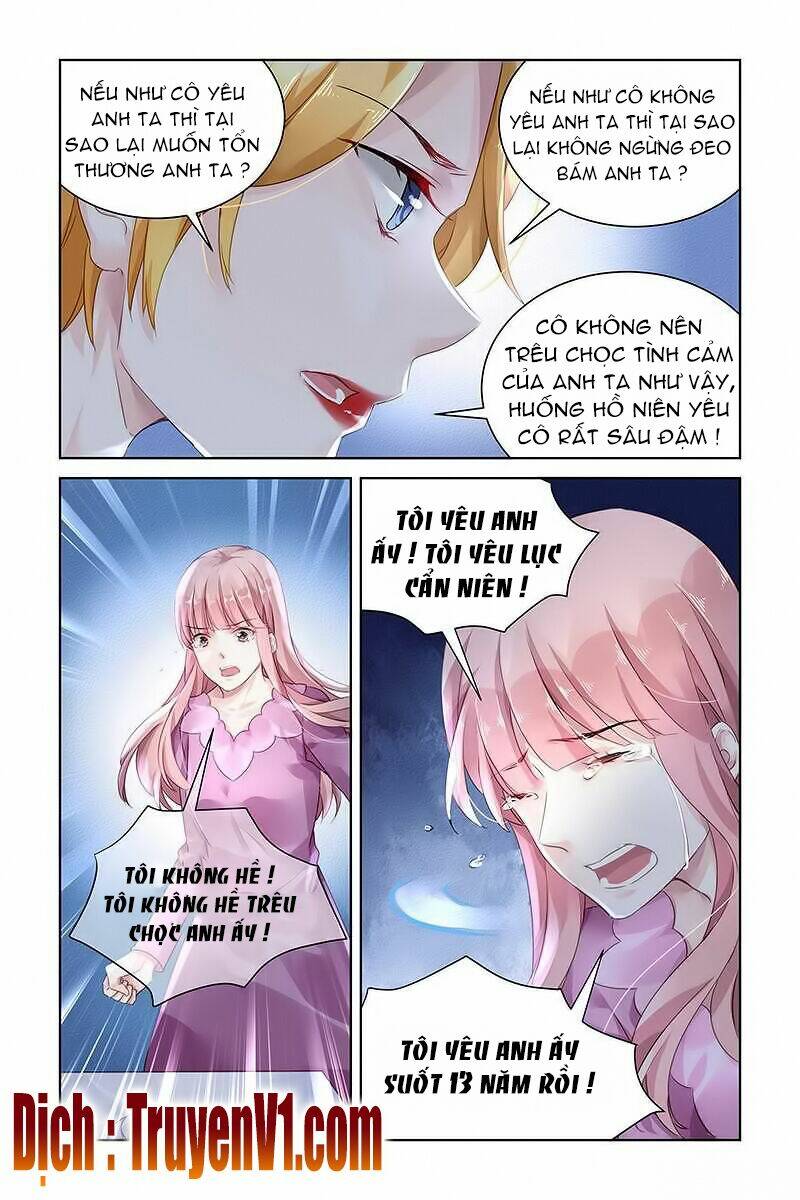 NẾU NHƯ CÔ YÊU
ANH TA THÌ TẠI
SAO LẠI MUỐN TỔN
THƯƠNG ANH TA ?
NẾU NHƯ CÔ KHÔNG
YÊU ANH TA THÌ TẠI SAO
LẠI KHÔNG NGỪNG ĐEO
BÁM ANH TA ?
CÔ KHÔNG NÊN
TRÊU CHỌC TÌNH CẢM
CỦA ANH TA NHƯ VẬY,
HUỐNG HỒ NIÊN YÊU
CÔ RẤT SÂU ĐẬM !
TÔI KHÔNG HỀ !
TÔI KHÔNG HỀ TRÊU
CHỌC ANH ẤY !
TÔI YÊU ANH
ẤY ! TÔI YÊU LỤC
CẨN NIÊN !
TÔI YÊU ANH ẤY
SUỐT 13 NĂM RỒI !
Dịch : TruyenV1.com